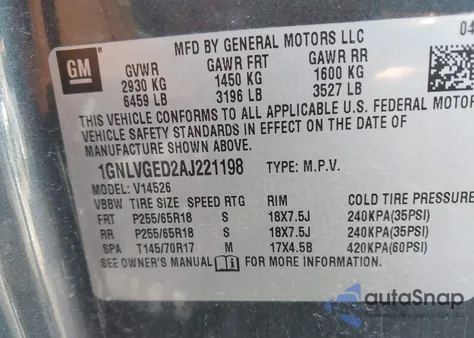 MFD BY GENERAL MOTORS LLC
04
GM
GVWR GAWR FRT GAWR RR
2930 KG 1450 KG 1600 KG
6459 LB 3196 LB 3527 LB
THIS VEHICLE CONFORMS TO ALL APPLICABLE U.S. FEDERAL MOTOR
VEHICLE SAFETY STANDARDS IN EFFECT ON THE DATE OF
MANUFACTURE SHOWN ABOVE.
1GNLVGED2AJ221198 TYPE: M.P.V.
MODEL: V14526
VBBW TIRE SIZE SPEED RTG RIM COLD TIRE PRESSURE
FRT P255/65R18 S 18X7.5J 240KPA(35PSI)
RR P255/65R18 S 18X7.5J 240KPA(35PSI)
SPA T145/70R17 M 17X4.5B 420KPA(60PSI)
SEE OWNER'S MANUAL FOR MORE INFORMATION.
autoSnap